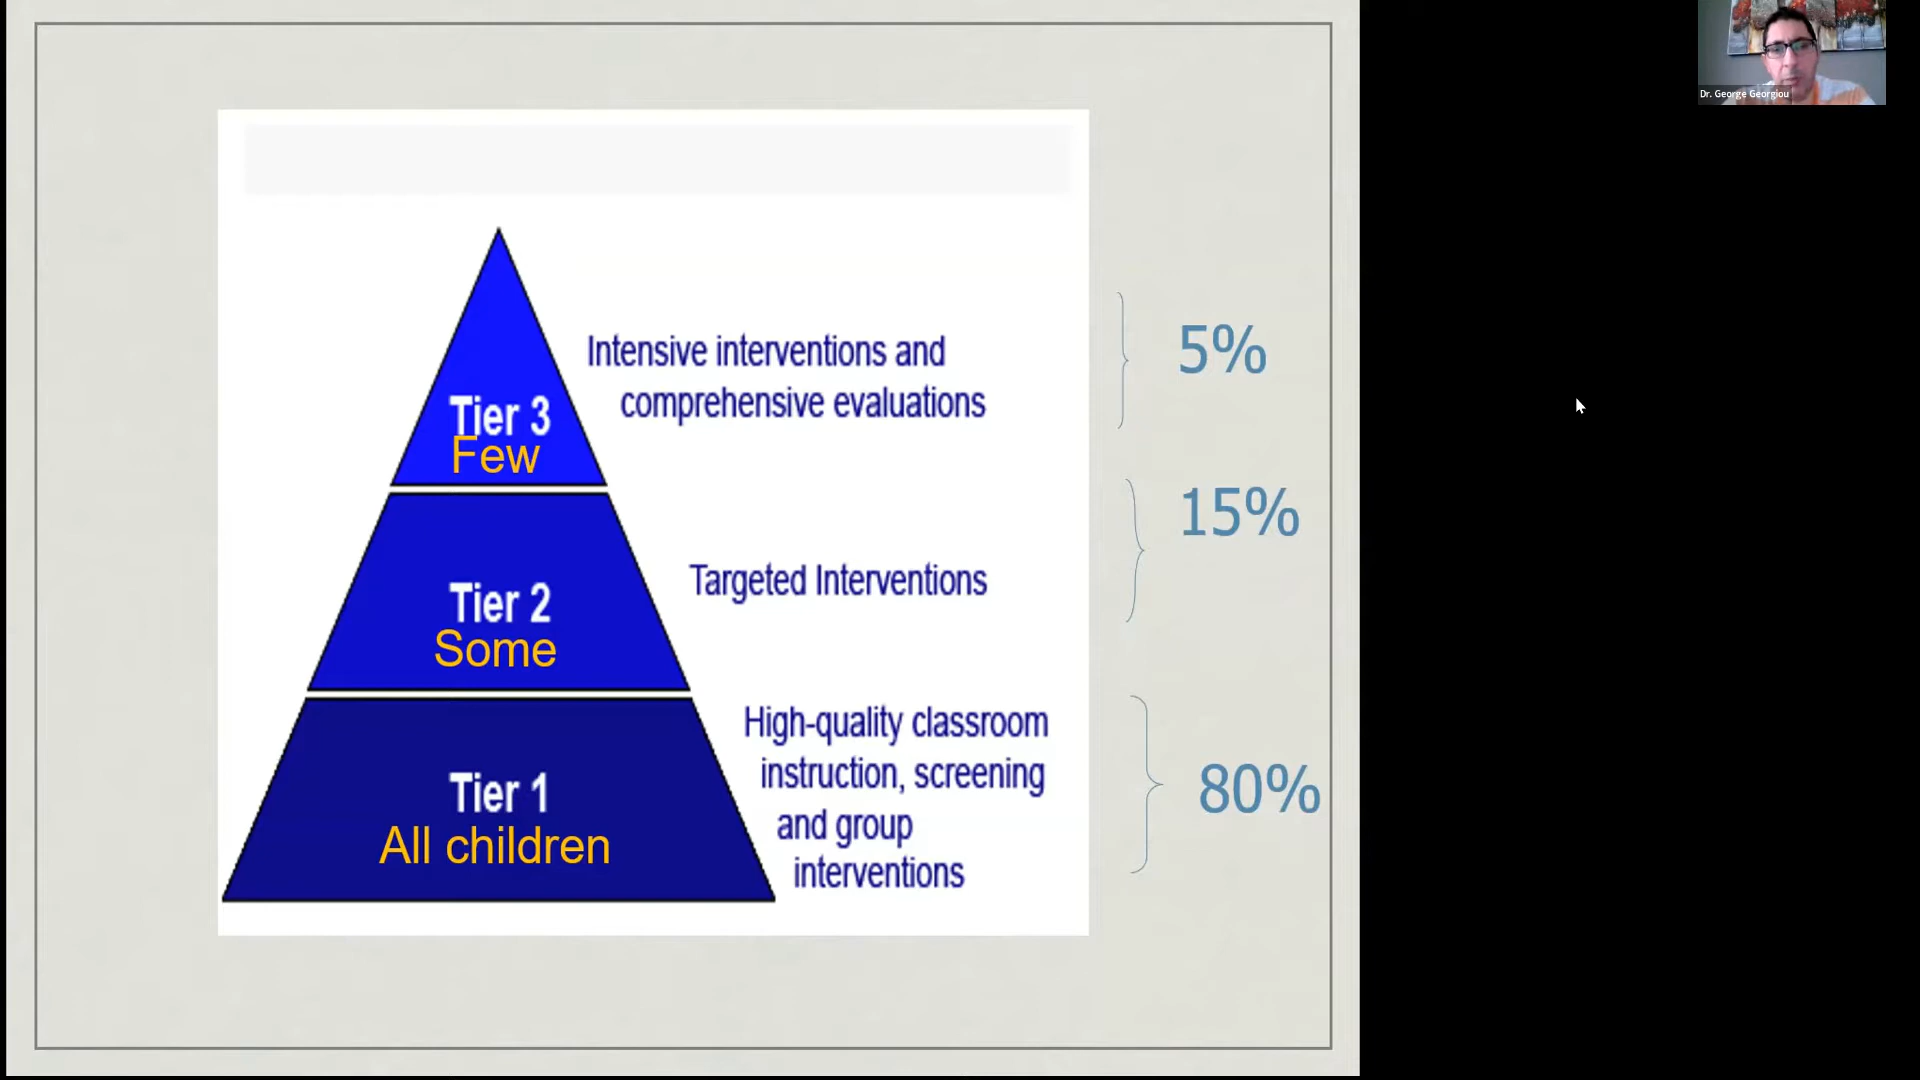 Dr. George Georgiou
Intensive interventions and
comprehensive evaluations
5%
Tier 3
Few
15%
Targeted Interventions
Tier 2
Some
High-quality classroom
instruction, screening
and group
interventions
80%
Tier 1
All children